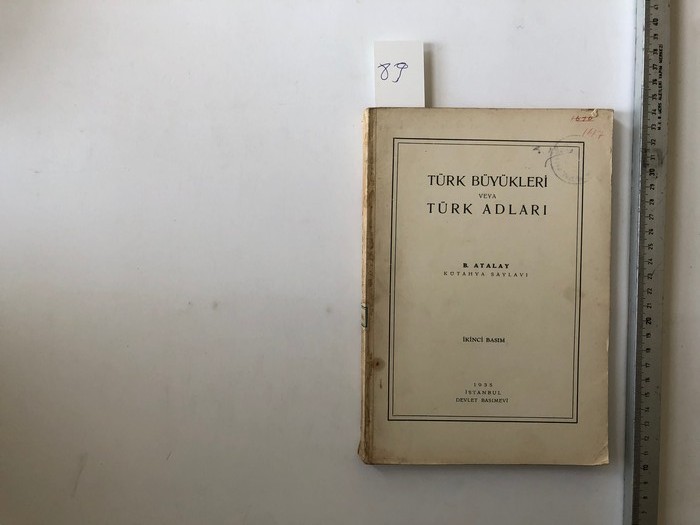 89
TÜRK BÜYÜKLERİ
VEYA
TÜRK ADLARI
B. ATALAY
KÜTAHYA SAYLAVI
İKİNCİ BASIM
1935
İSTANBUL
DEVLET BASIMEVİ